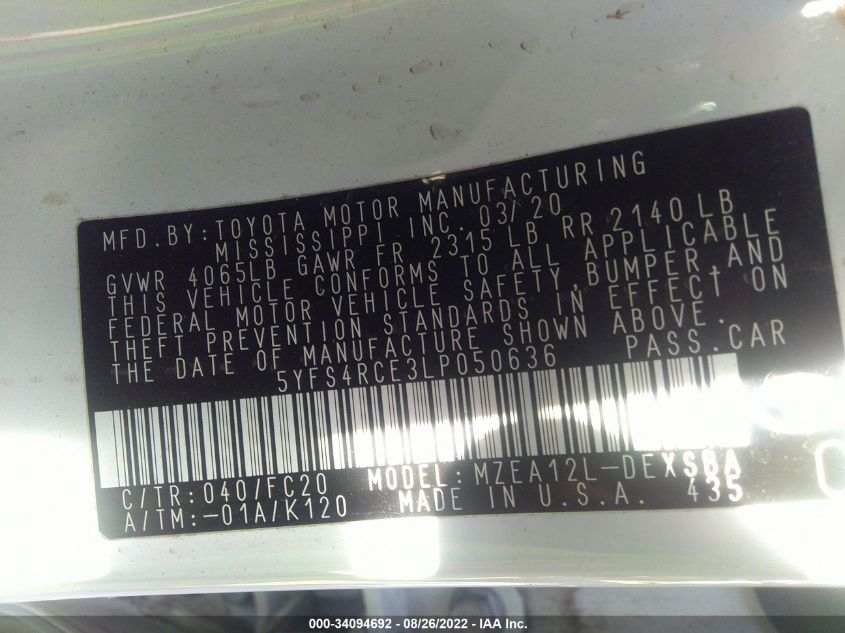 MFD. BY: TOYOTA MOTOR MANUFACTURING
MISSISSIPPI INC. 03/20
GVWR 4065LB GAWR FR 2315 LB RR 2140 LB
THIS VEHICLE CONFORMS TO ALL APPLICABLE
FEDERAL MOTOR VEHICLE SAFETY, BUMPER, AND
THEFT PREVENTION STANDARDS IN EFFECT ON
THE DATE OF MANUFACTURE SHOWN ABOVE.
5YFS4RCE3LP050636 PASS. CAR
C/TR: 040/FC20 MODEL: MZEA12L-DEXSBA
A/TM:-01A/K120 MADE IN U.S.A. 435
000-34094692 - 08/26/2022 - IAA Inc.